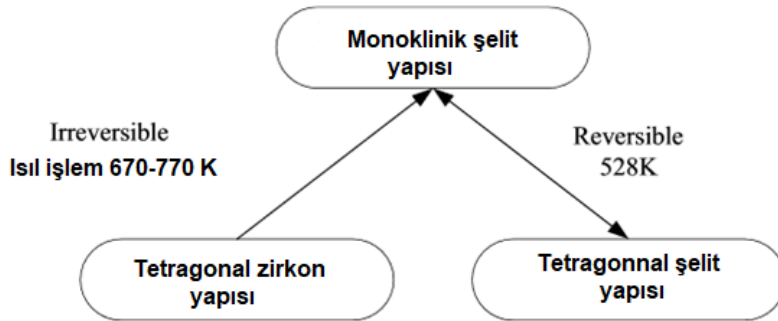 Monoklinik şelit
yapısı
Irreversible
Isıl işlem 670-770 K
Reversible
528K
Tetragonal zirkon
yapısı
Tetragonnal şelit
yapısı